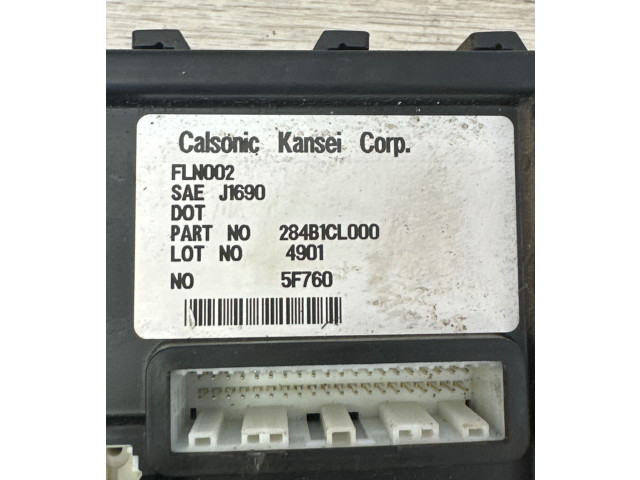 Calsonic Kansei Corp.
FLN002
SAE J1690
DOT
PART NO 284B1CL000
LOT NO 4901
NO 5F760